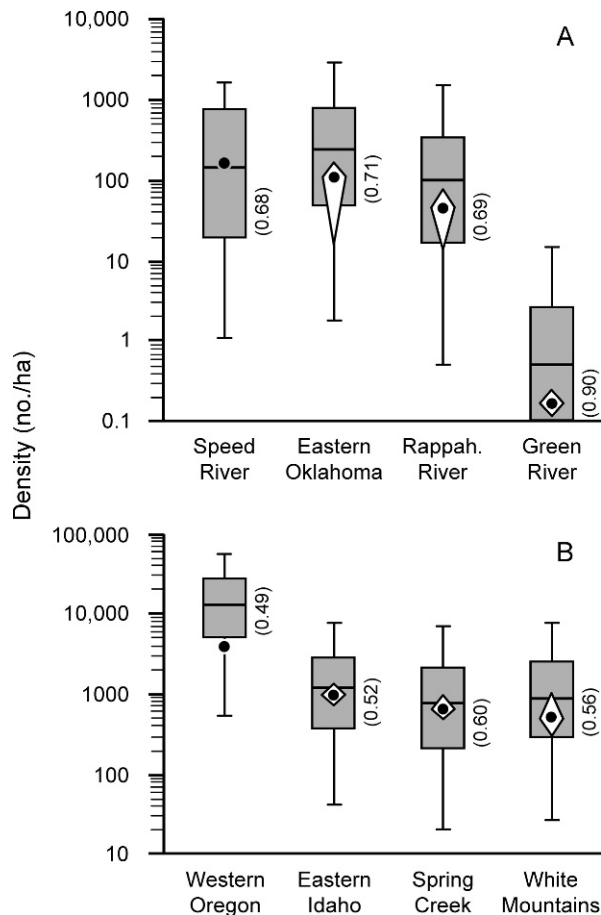 Density (no./ha)
A
10,000
1000
100
10
1
0.1
(0.68)
(0.71)
(0.69)
(0.90)
Speed River
Eastern Oklahoma
Rappah. River
Green River
B
100,000
10,000
1000
100
10
(0.49)
(0.52)
(0.60)
(0.56)
Western Oregon
Eastern Idaho
Spring Creek
White Mountains